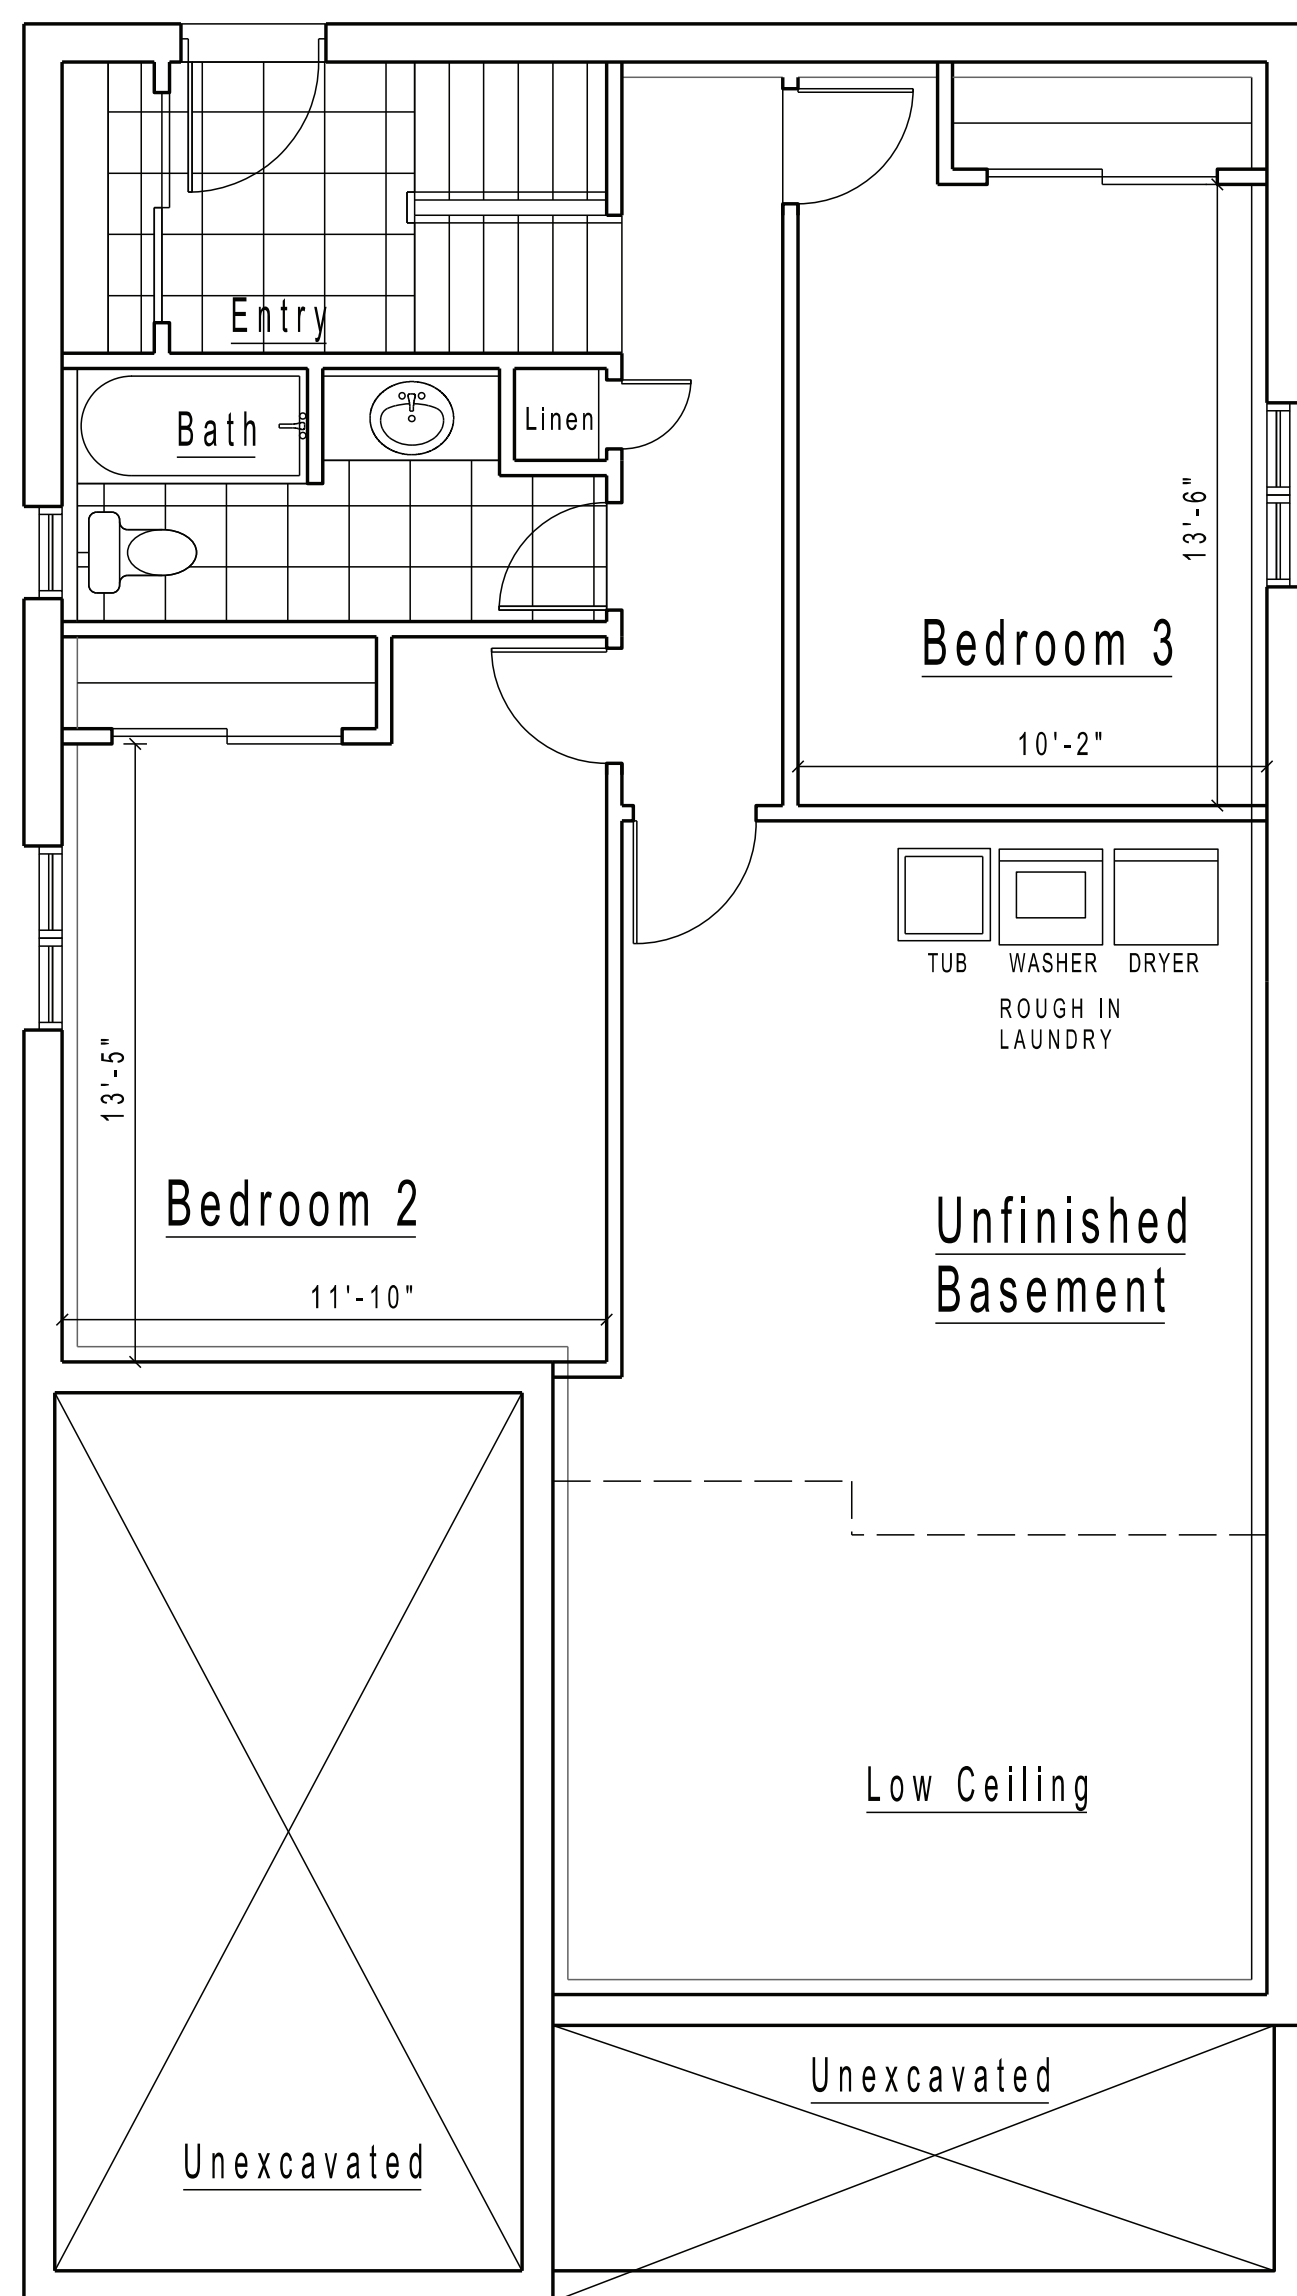 Entry
Bath
Linen
13'-6"
Bedroom 3
10'-2"
TUB
WASHER
DRYER
ROUGH IN
LAUNDRY
13'-5"
Bedroom 2
11'-10"
Unfinished
Basement
Low Ceiling
Unexcavated
Unexcavated